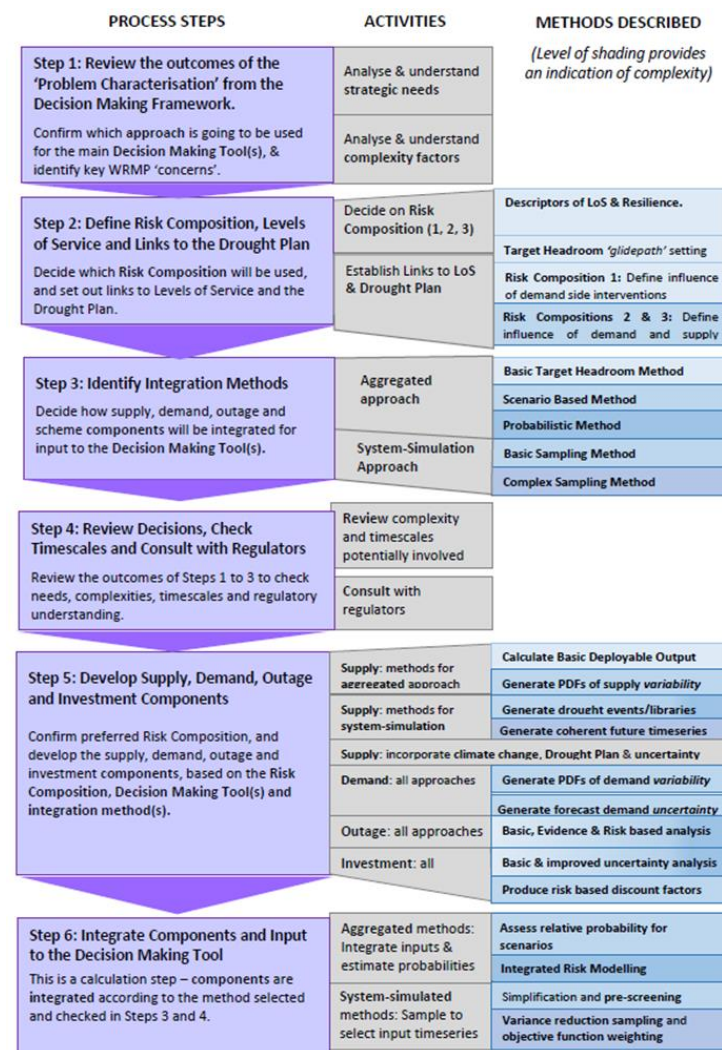 PROCESS STEPS
ACTIVITIES
METHODS DESCRIBED
(Level of shading provides
an indication of complexity)
Step 1: Review the outcomes of the
‘Problem Characterisation’ from the
Decision Making Framework.
Confirm which approach is going to be used
for the main Decision Making Tool(s), &
identify key WRMP ‘concerns’.
Analyse & understand
strategic needs
Analyse & understand
complexity factors
Step 2: Define Risk Composition, Levels
of Service and Links to the Drought Plan
Decide which Risk Composition will be used,
and set out links to Levels of Service and the
Drought Plan.
Decide on Risk
Composition (1, 2, 3)
Establish Links to LoS
& Drought Plan
Descriptors of LoS & Resilience.
Target Headroom ‘glidepath’ setting
Risk Composition 1: Define influence
of demand side interventions
Risk Compositions 2 & 3: Define
influence of demand and supply
Step 3: Identify Integration Methods
Decide how supply, demand, outage and
scheme components will be integrated for
input to the Decision Making Tool(s).
Aggregated
approach
System-Simulation
Approach
Basic Target Headroom Method
Scenario Based Method
Probabilistic Method
Basic Sampling Method
Complex Sampling Method
Step 4: Review Decisions, Check
Timescales and Consult with Regulators
Review the outcomes of Steps 1 to 3 to check
needs, complexities, timescales and regulatory
understanding.
Review complexity
and timescales
potentially involved
Consult with
regulators
Step 5: Develop Supply, Demand, Outage
and Investment Components
Confirm preferred Risk Composition, and
develop the supply, demand, outage and
investment components, based on the Risk
Composition, Decision Making Tool(s) and
integration method(s).
Supply: methods for
aggregated approach
Supply: methods for
system-simulation
Supply: incorporate climate change, Drought Plan & uncertainty
Demand: all approaches
Outage: all approaches
Investment: all
Calculate Basic Deployable Output
Generate PDFs of supply variability
Generate drought events/libraries
Generate coherent future timeseries
Generate PDFs of demand variability
Generate forecast demand uncertainty
Basic, Evidence & Risk based analysis
Basic & improved uncertainty analysis
Produce risk based discount factors
Step 6: Integrate Components and Input
to the Decision Making Tool
This is a calculation step – components are
integrated according to the method selected
and checked in Steps 3 and 4.
Aggregated methods:
Integrate inputs &
estimate probabilities
System-simulated
methods: Sample to
select input timeseries
Assess relative probability for
scenarios
Integrated Risk Modelling
Simplification and pre-screening
Variance reduction sampling and
objective function weighting